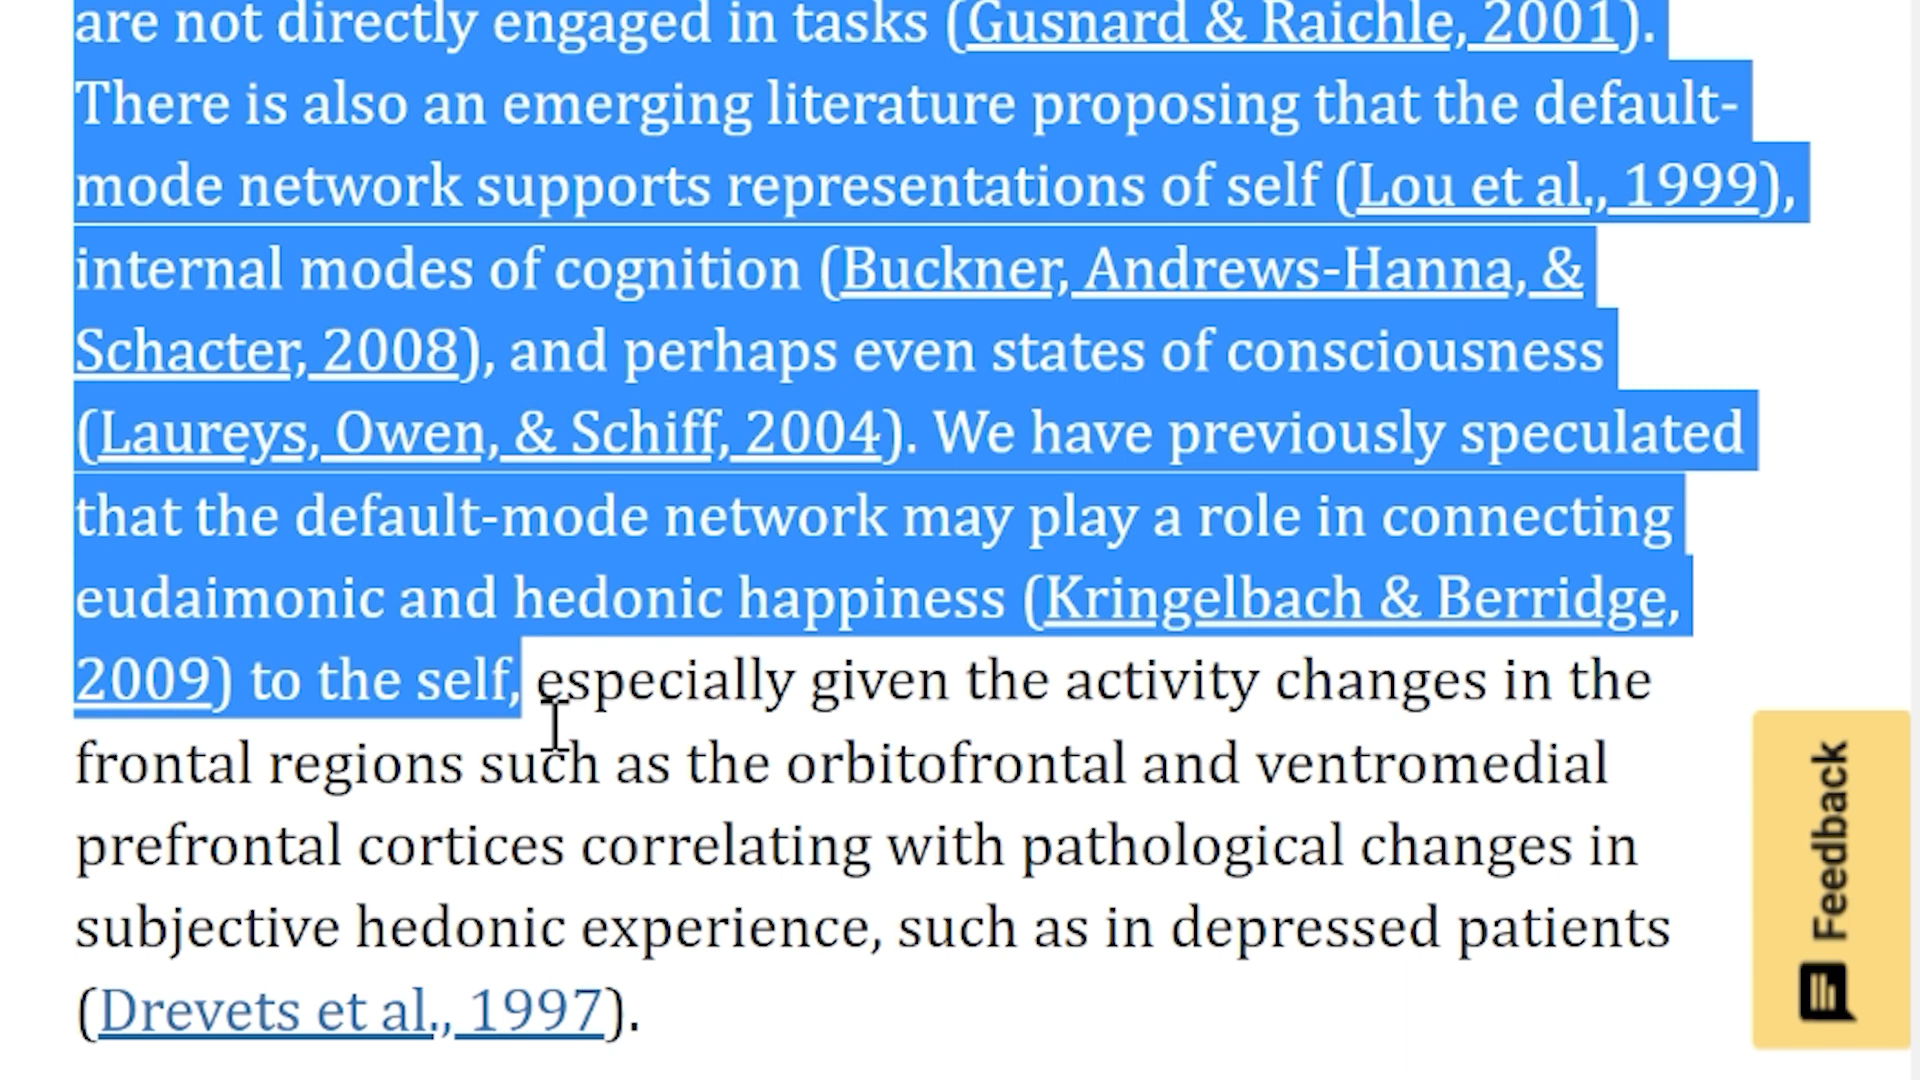 are not directly engaged in tasks (Gusnard & Raichle, 2001).
There is also an emerging literature proposing that the default-
mode network supports representations of self (Lou et al., 1999),
internal modes of cognition (Buckner, Andrews-Hanna, &
Schacter, 2008), and perhaps even states of consciousness
(Laureys, Owen, & Schiff, 2004). We have previously speculated
that the default-mode network may play a role in connecting
eudaimonic and hedonic happiness (Kringelbach & Berridge,
2009) to the self, especially given the activity changes in the
frontal regions such as the orbitofrontal and ventromedial
prefrontal cortices correlating with pathological changes in
subjective hedonic experience, such as in depressed patients
(Drevets et al., 1997).
Feedback